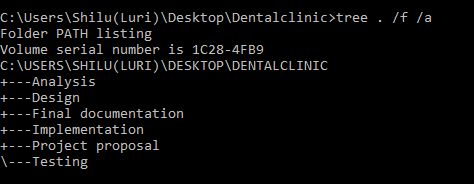 C:\Users\Shilu(Luri)\Desktop\Dentalclinic>tree . /f /a
Folder PATH listing
Volume serial number is 1C28-4FB9
C:\USERS\SHILU(LURI)\DESKTOP\DENTALCLINIC
+---Analysis
+---Design
+---Final documentation
+---Implementation
+---Project proposal
\---Testing